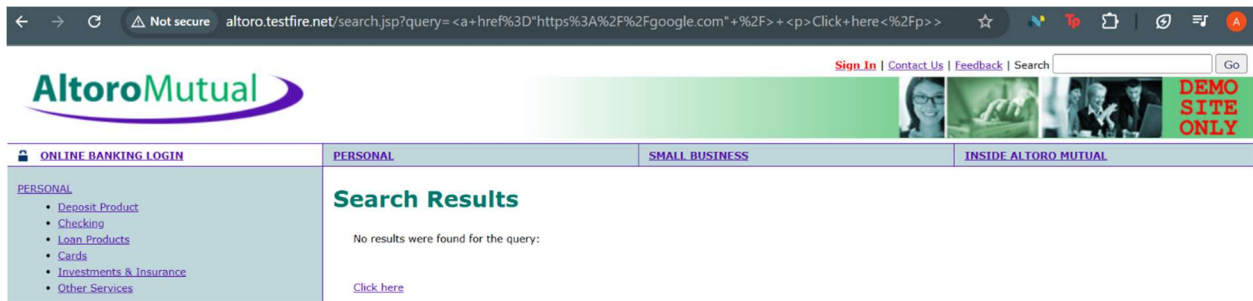 Not secure altoro.testfire.net/search.jsp?query=<a+href%3D"https%3A%2F%2Fgoogle.com"+%2F>+<p>Click+here<%2Fp>>
Tp
A
Sign In | Contact Us | Feedback | Search Go
AltoroMutual
DEMO
SITE
ONLY
ONLINE BANKING LOGIN PERSONAL SMALL BUSINESS INSIDE ALTORO MUTUAL
PERSONAL
Deposit Product
Checking
Loan Products
Cards
Investments & Insurance
Other Services
Search Results
No results were found for the query:
Click here